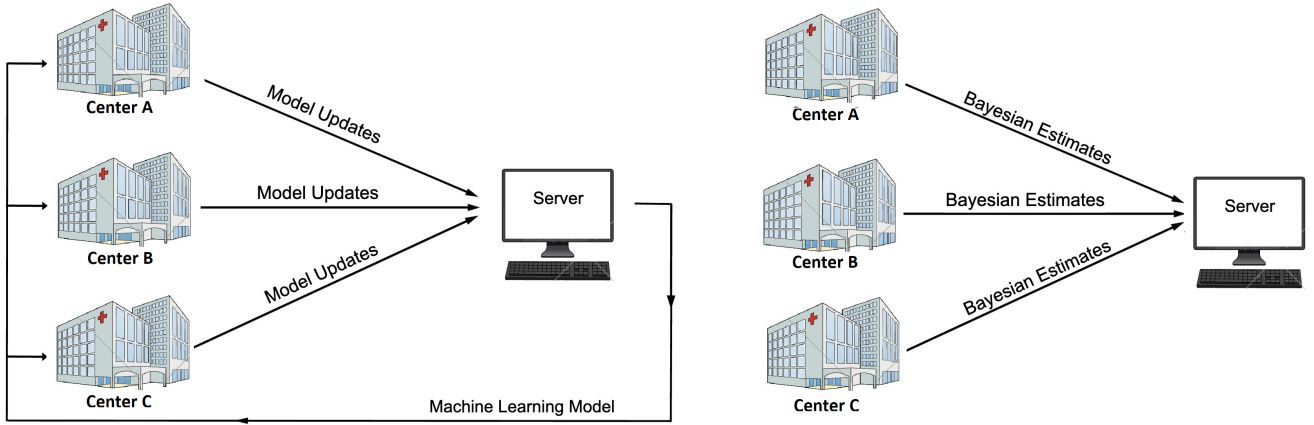 Center A
Model Updates
Center B
Model Updates
Center C
Model Updates
Server
Machine Learning Model
Center A
Bayesian Estimates
Center B
Bayesian Estimates
Center C
Bayesian Estimates
Server